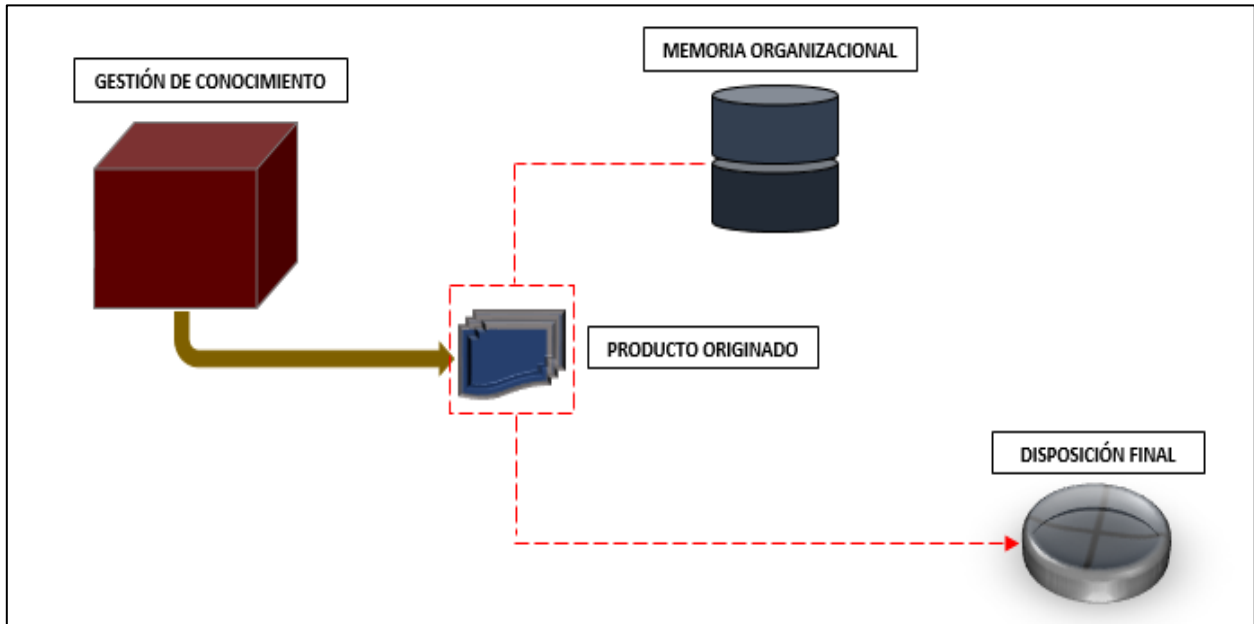 MEMORIA ORGANIZACIONAL
GESTIÓN DE CONOCIMIENTO
PRODUCTO ORIGINADO
DISPOSICIÓN FINAL